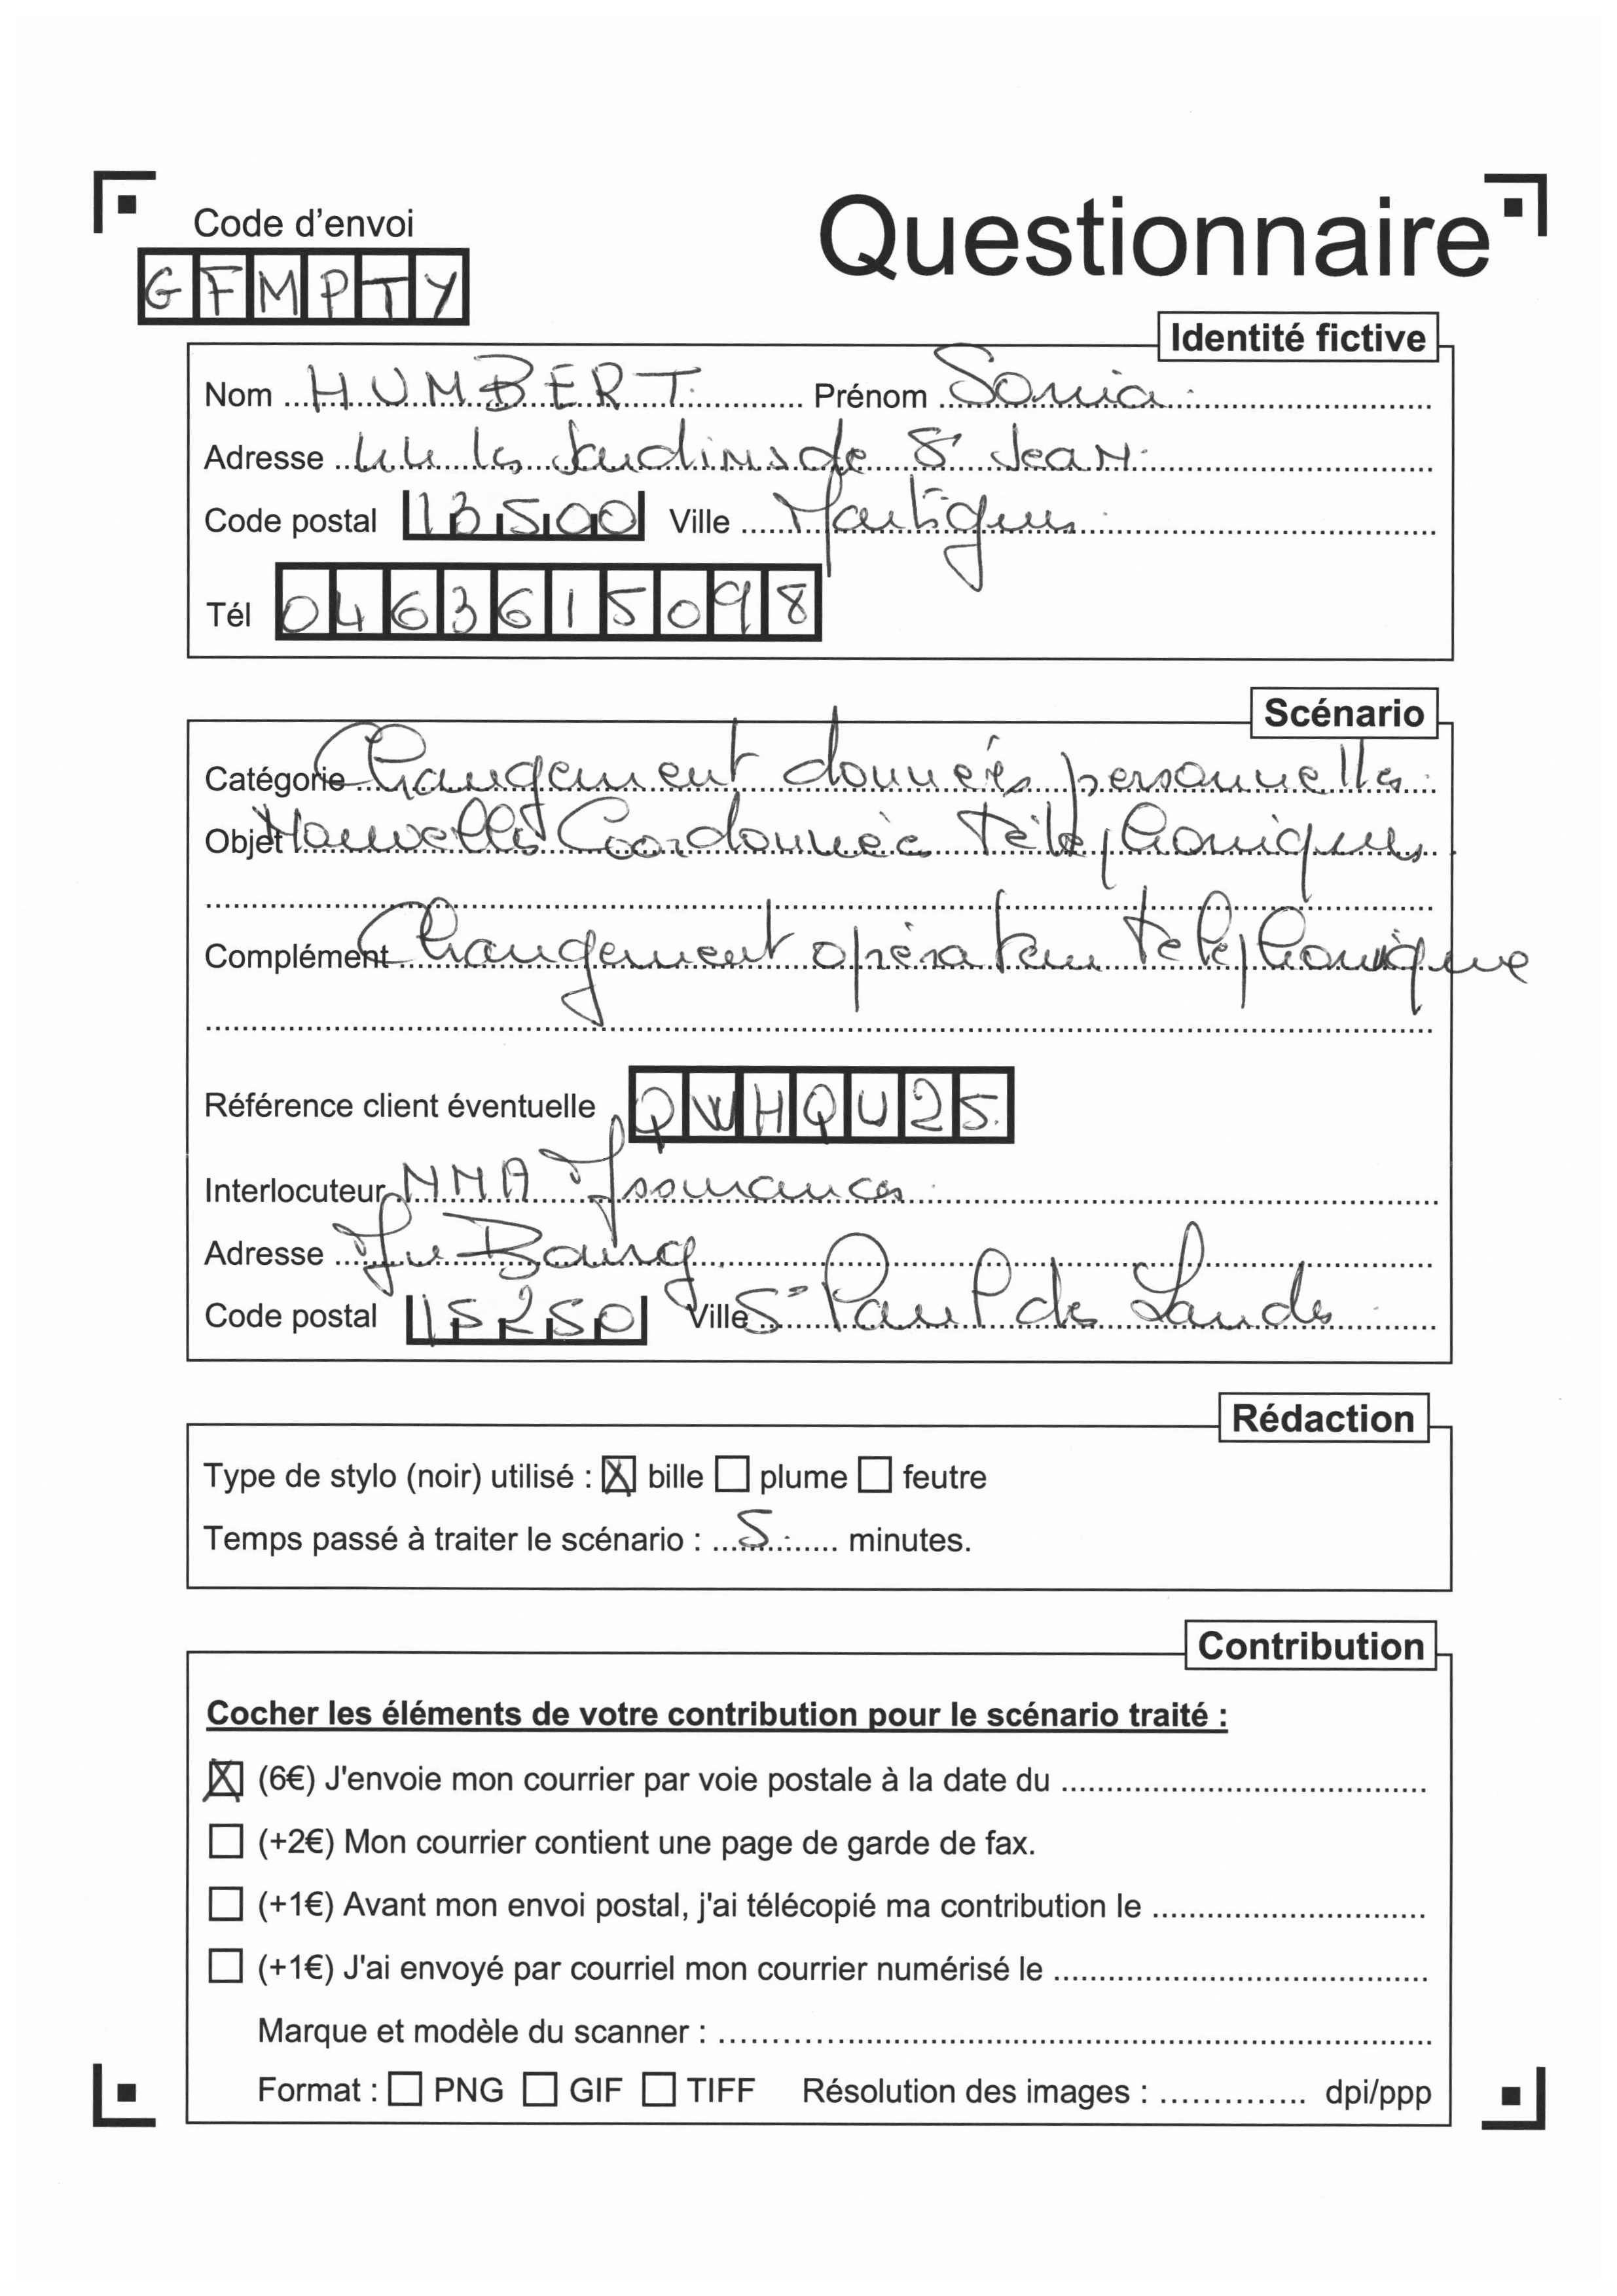 Questionnaire
Code d'envoi
GFMPTY
Identité fictive
Nom HUMBERT Prénom Sonia
Adresse 44 les Jardins de St Jean
Code postal 13500 Ville Martigues
Tél 0463615098
Scénario
Catégorie Changement données personnelles
Objet Nouvelles Coordonnées téléphoniques
Complément Changement opérateur téléphonique
Référence client éventuelle QWHQU25
Interlocuteur MMA Assurances
Adresse Le Bourg
Code postal 15250 Ville St Paul des Landes
Rédaction
Type de stylo (noir) utilisé : ☒ bille ☐ plume ☐ feutre
Temps passé à traiter le scénario : 5 minutes.
Contribution
Cocher les éléments de votre contribution pour le scénario traité :
☒ (6€) J'envoie mon courrier par voie postale à la date du
☐ (+2€) Mon courrier contient une page de garde de fax.
☐ (+1€) Avant mon envoi postal, j'ai télécopié ma contribution le
☐ (+1€) J'ai envoyé par courriel mon courrier numérisé le
Marque et modèle du scanner :
Format : ☐ PNG ☐ GIF ☐ TIFF Résolution des images : dpi/ppp